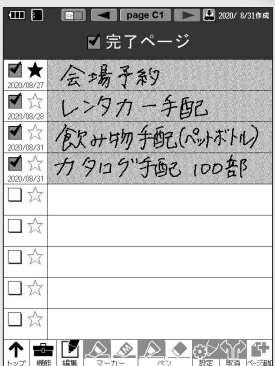 page C1 2020/ 8/31作成
完了ページ
会場予約
2020/08/27
レンタカー手配
2020/08/28
飲み物手配(ペットボトル)
2020/08/31
カタログ手配 100部
2020/08/31
トップ 機能 編集 マーカー ペン 設定 取消 ページ追加